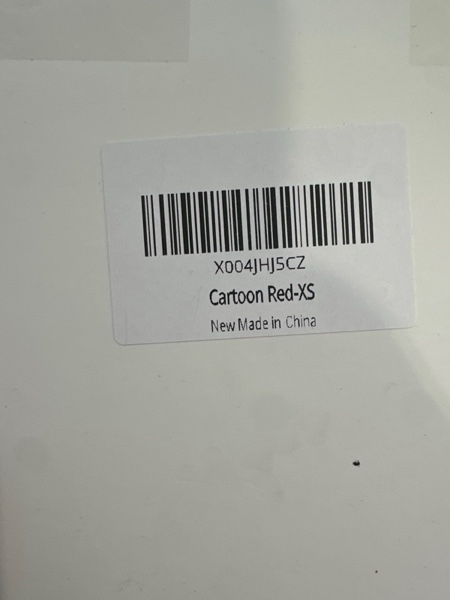 X004JHJ5CZ
Cartoon Red-XS
New Made in China